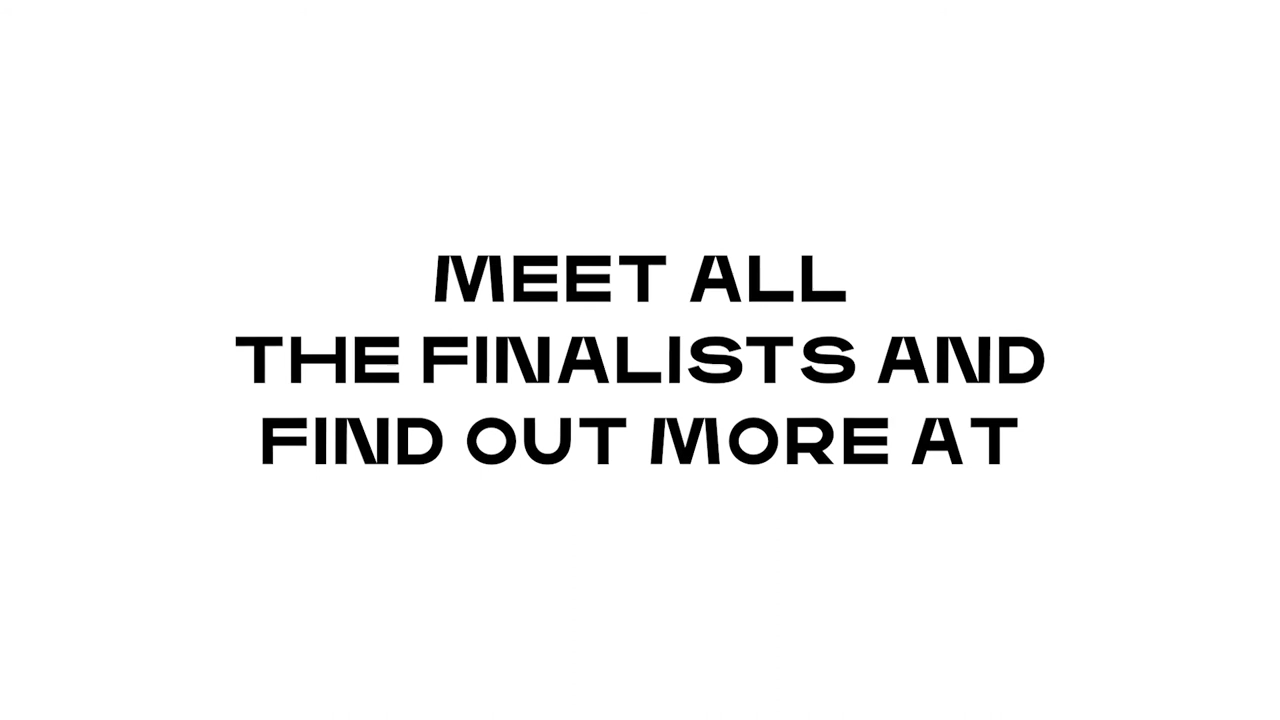 MEET ALL
THE FINALISTS AND
FIND OUT MORE AT